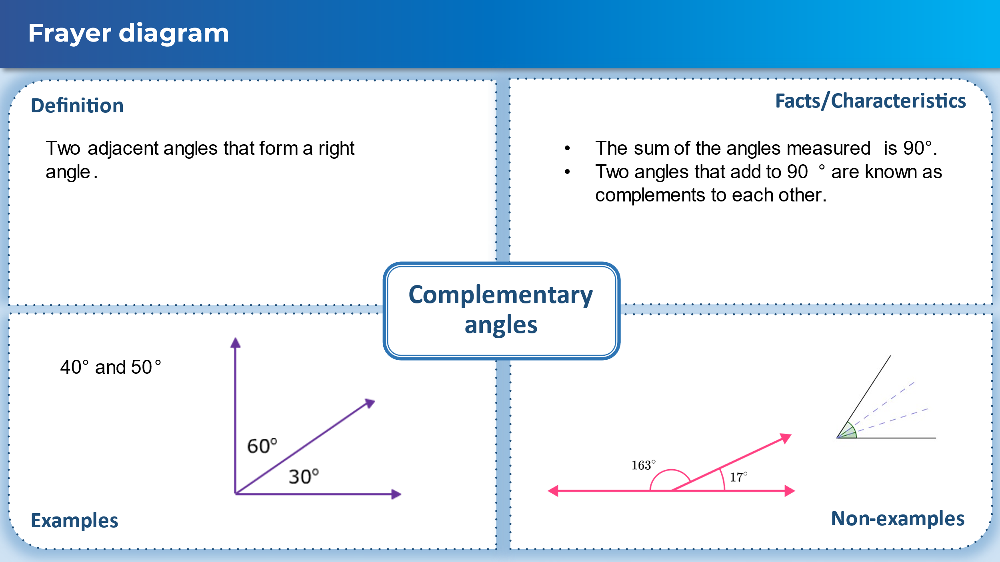 Frayer diagram
Definition
Two adjacent angles that form a right
angle.
Facts/Characteristics
• The sum of the angles measured is 90°.
• Two angles that add to 90 ° are known as
complements to each other.
Complementary
angles
40° and 50°
60°
30°
Examples
163°
17°
Non-examples